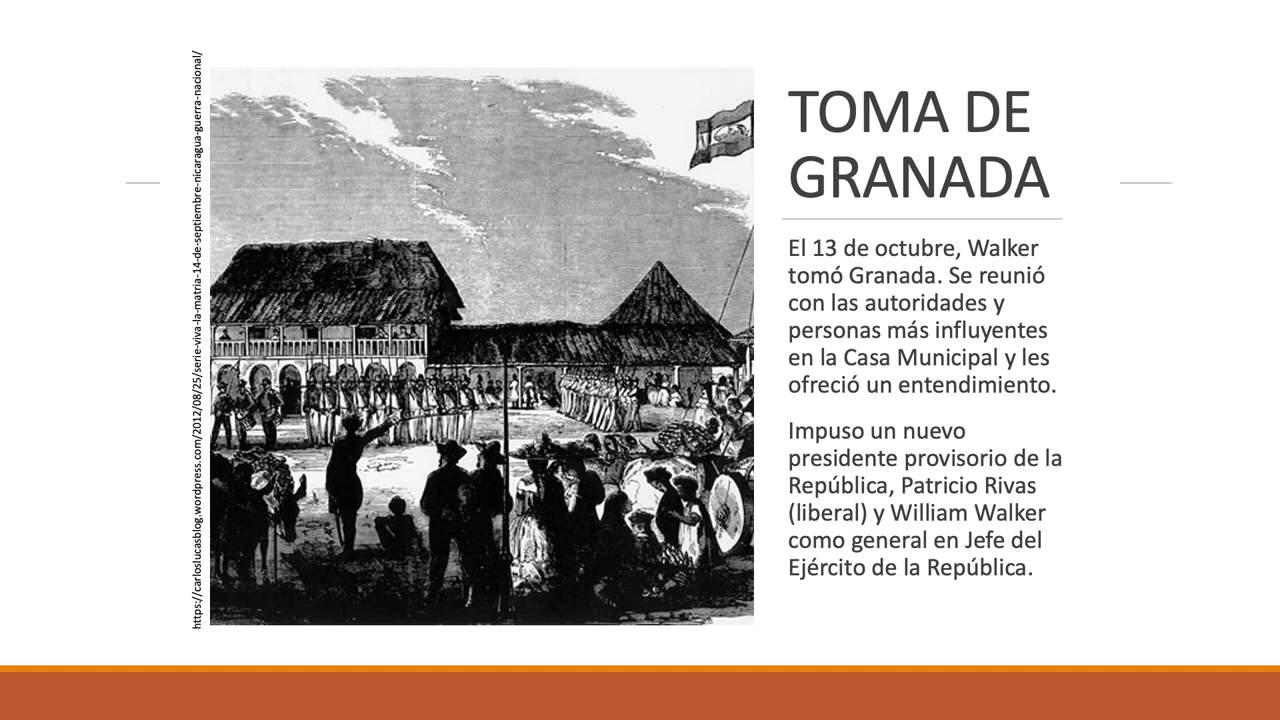 https://carloslucasblog.wordpress.com/2012/08/25/serie-viva-la-matria-14-de-septiembre-nicaragua-guerra-nacional/
TOMA DE
GRANADA
El 13 de octubre, Walker
tomó Granada. Se reunió
con las autoridades y
personas más influyentes
en la Casa Municipal y les
ofreció un entendimiento.
Impuso un nuevo
presidente provisorio de la
República, Patricio Rivas
(liberal) y William Walker
como general en Jefe del
Ejército de la República.